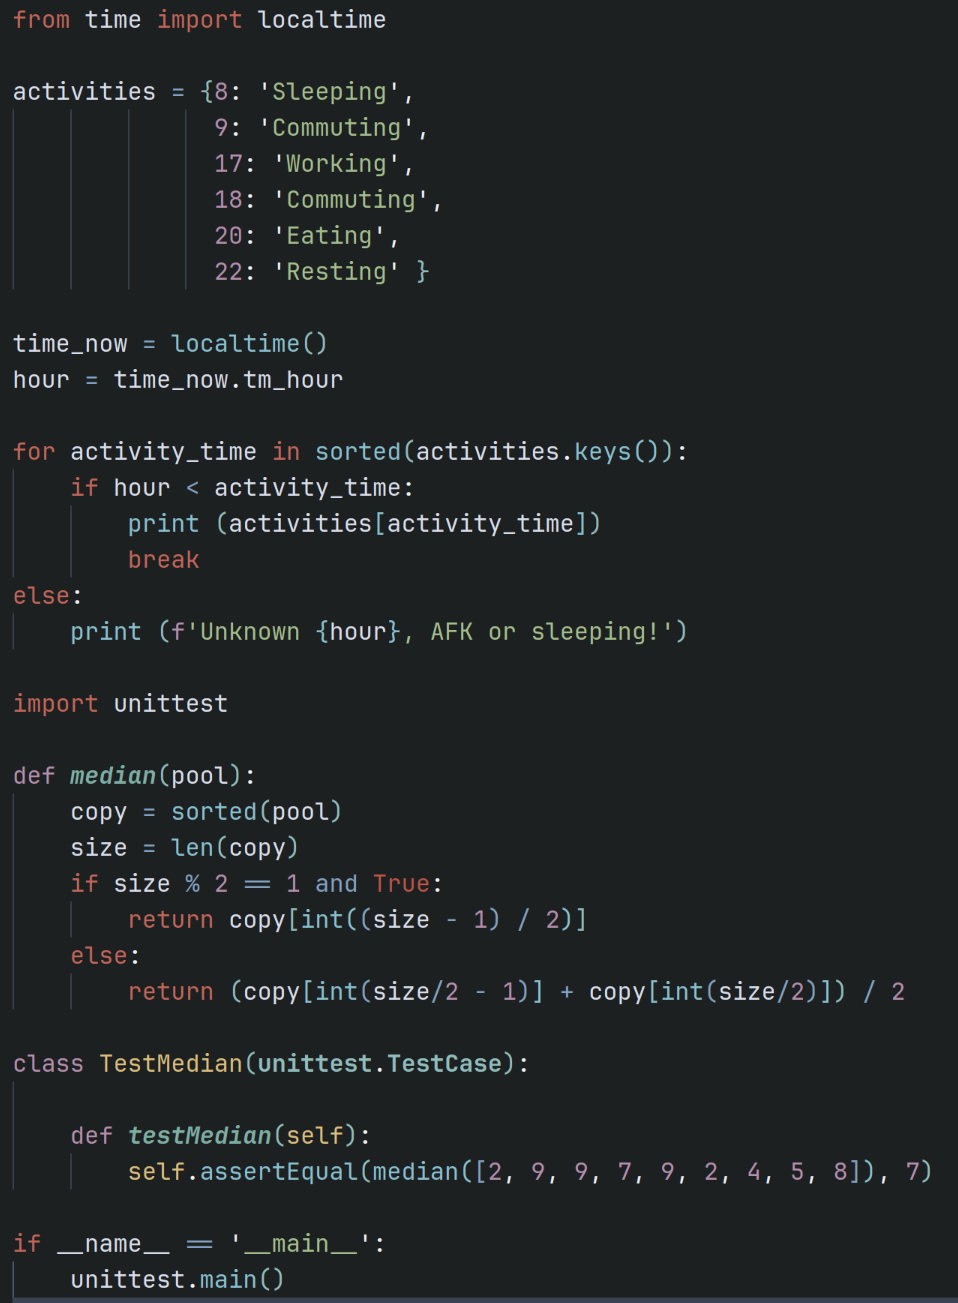 from time import localtime

activities = {8: 'Sleeping',
              9: 'Commuting',
              17: 'Working',
              18: 'Commuting',
              20: 'Eating',
              22: 'Resting' }

time_now = localtime()
hour = time_now.tm_hour

for activity_time in sorted(activities.keys()):
    if hour < activity_time:
        print (activities[activity_time])
        break
else:
    print (f'Unknown {hour}, AFK or sleeping!')

import unittest

def median(pool):
    copy = sorted(pool)
    size = len(copy)
    if size % 2 == 1 and True:
        return copy[int((size - 1) / 2)]
    else:
        return (copy[int(size/2 - 1)] + copy[int(size/2)]) / 2

class TestMedian(unittest.TestCase):

    def testMedian(self):
        self.assertEqual(median([2, 9, 9, 7, 9, 2, 4, 5, 8]), 7)

if __name__ == '__main__':
    unittest.main()